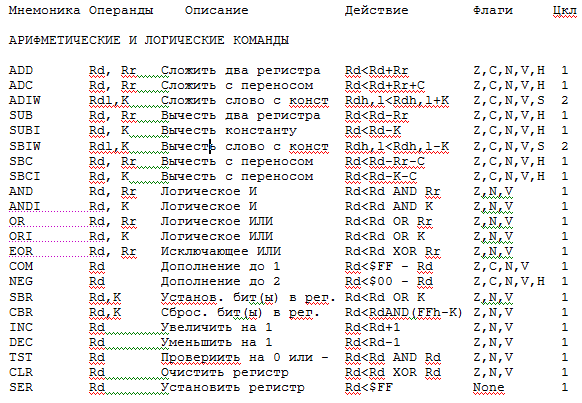 Мнемоника Операнды Описание Действие Флаги Цкл
АРИФМЕТИЧЕСКИЕ И ЛОГИЧЕСКИЕ КОМАНДЫ
ADD Rd, Rr Сложить два регистра Rd<Rd+Rr Z,C,N,V,H 1
ADC Rd, Rr Сложить с переносом Rd<Rd+Rr+C Z,C,N,V,H 1
ADIW Rdl,K Сложить слово с конст Rdh,l<Rdh,l+K Z,C,N,V,S 2
SUB Rd, Rr Вычесть два регистра Rd<Rd-Rr Z,C,N,V,H 1
SUBI Rd, K Вычесть константу Rd<Rd-K Z,C,N,V,H 1
SBIW Rdl,K Вычесть слово с конст Rdh,l<Rdh,l-K Z,C,N,V,S 2
SBC Rd, Rr Вычесть с переносом Rd<Rd-Rr-C Z,C,N,V,H 1
SBCI Rd, K Вычесть с переносом Rd<Rd-K-C Z,C,N,V,H 1
AND Rd, Rr Логическое И Rd<Rd AND Rr Z,N,V 1
ANDI Rd, K Логическое И Rd<Rd AND K Z,N,V 1
OR Rd, Rr Логическое ИЛИ Rd<Rd OR Rr Z,N,V 1
ORI Rd, K Логическое ИЛИ Rd<Rd OR K Z,N,V 1
EOR Rd, Rr Исключающее ИЛИ Rd<Rd XOR Rr Z,N,V 1
COM Rd Дополнение до 1 Rd<$FF - Rd Z,C,N,V 1
NEG Rd Дополнение до 2 Rd<$00 - Rd Z,C,N,V,H 1
SBR Rd,K Установ. бит(ы) в рег. Rd<Rd OR K Z,N,V 1
CBR Rd,K Сброс. бит(ы) в рег. Rd<RdAND(FFh-K) Z,N,V 1
INC Rd Увеличить на 1 Rd<Rd+1 Z,N,V 1
DEC Rd Уменьшить на 1 Rd<Rd-1 Z,N,V 1
TST Rd Провериить на 0 или - Rd<Rd AND Rd Z,N,V 1
CLR Rd Очистить регистр Rd<Rd XOR Rd Z,N,V 1
SER Rd Установить регистр Rd<$FF None 1